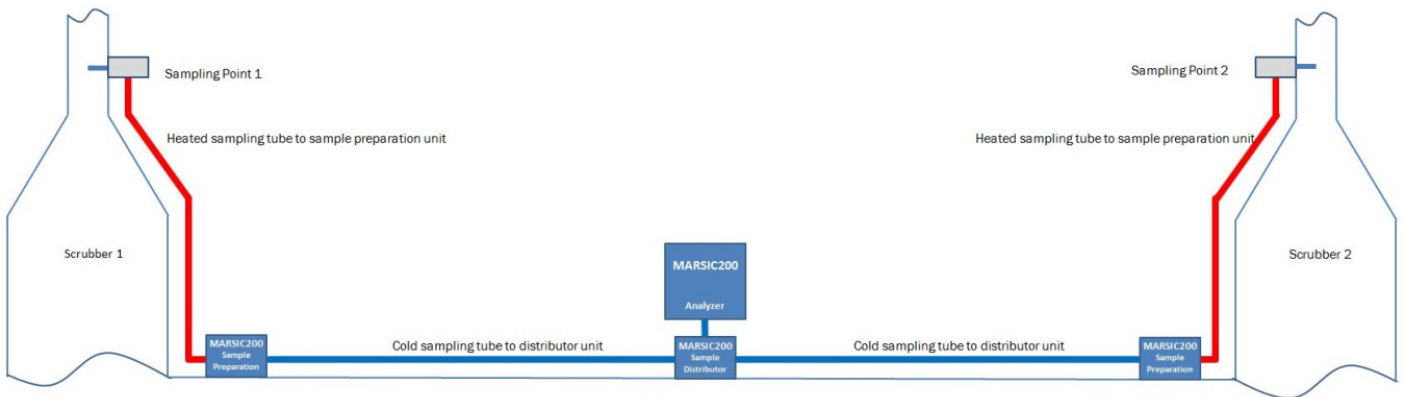 Sampling Point 1
Sampling Point 2
Heated sampling tube to sample preparation unit
Heated sampling tube to sample preparation unit
Scrubber 1
Scrubber 2
MARSIC200
Analyzer
MARSIC200
Sample
Preparation
Cold sampling tube to distributor unit
MARSIC200
Sample
Distributor
Cold sampling tube to distributor unit
MARSIC200
Sample
Preparation